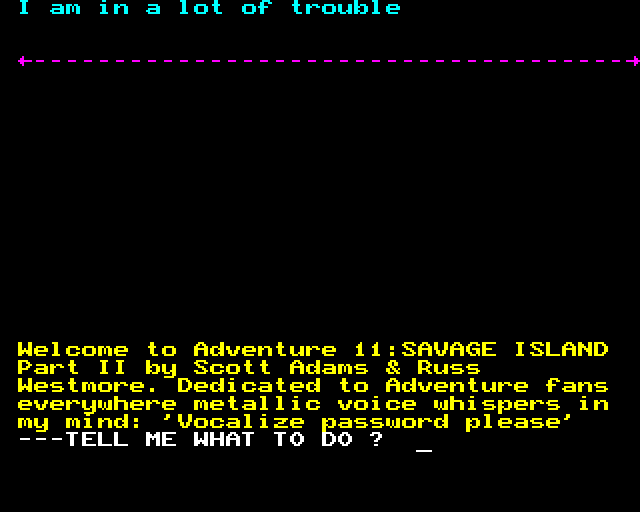 I am in a lot of trouble
Welcome to Adventure 11:SAVAGE ISLAND
Part II by Scott Adams & Russ
Westmore. Dedicated to Adventure fans
everywhere metallic voice whispers in
my mind: 'Vocalize password please'
---TELL ME WHAT TO DO ? _